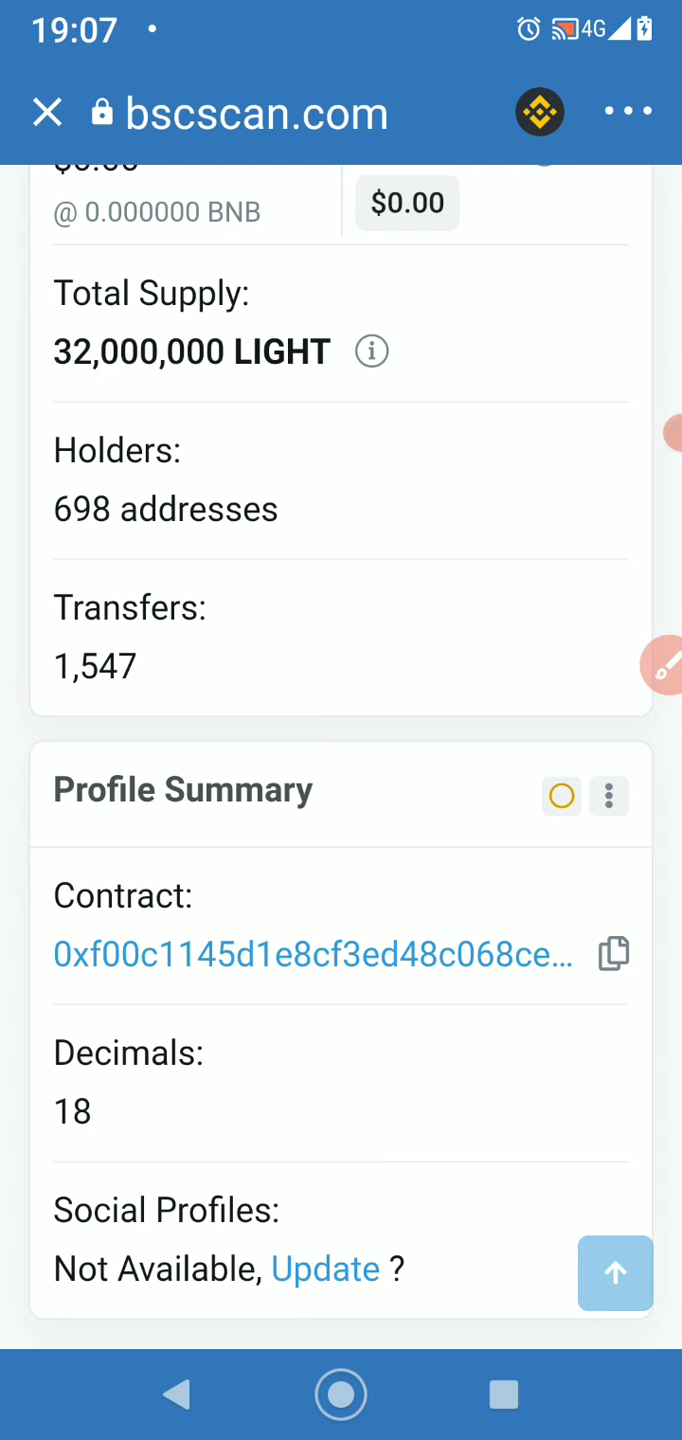 19:07
4G
bscscan.com
@ 0.000000 BNB
$0.00
Total Supply:
32,000,000 LIGHT
Holders:
698 addresses
Transfers:
1,547
Profile Summary
Contract:
0xf00c1145d1e8cf3ed48c068ce...
Decimals:
18
Social Profiles:
Not Available, Update ?